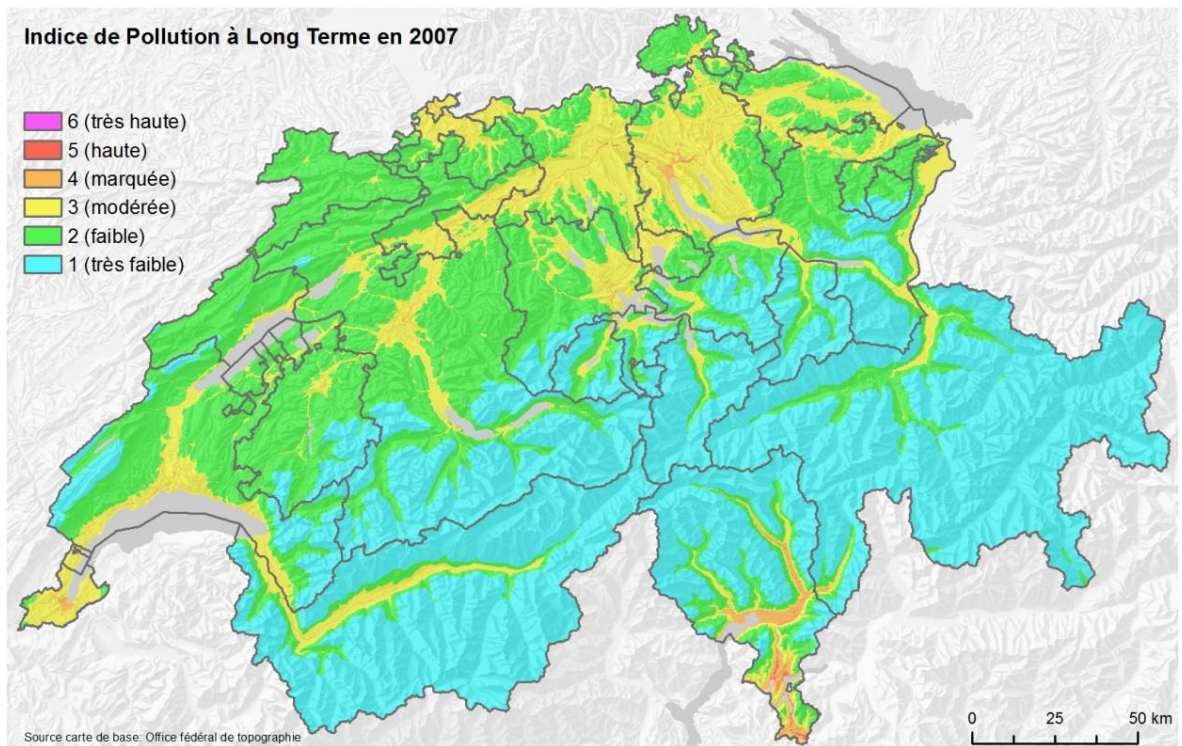 Indice de Pollution à Long Terme en 2007
6 (très haute)
5 (haute)
4 (marquée)
3 (modérée)
2 (faible)
1 (très faible)
0 25 50 km
Source carte de base: Office fédéral de topographie